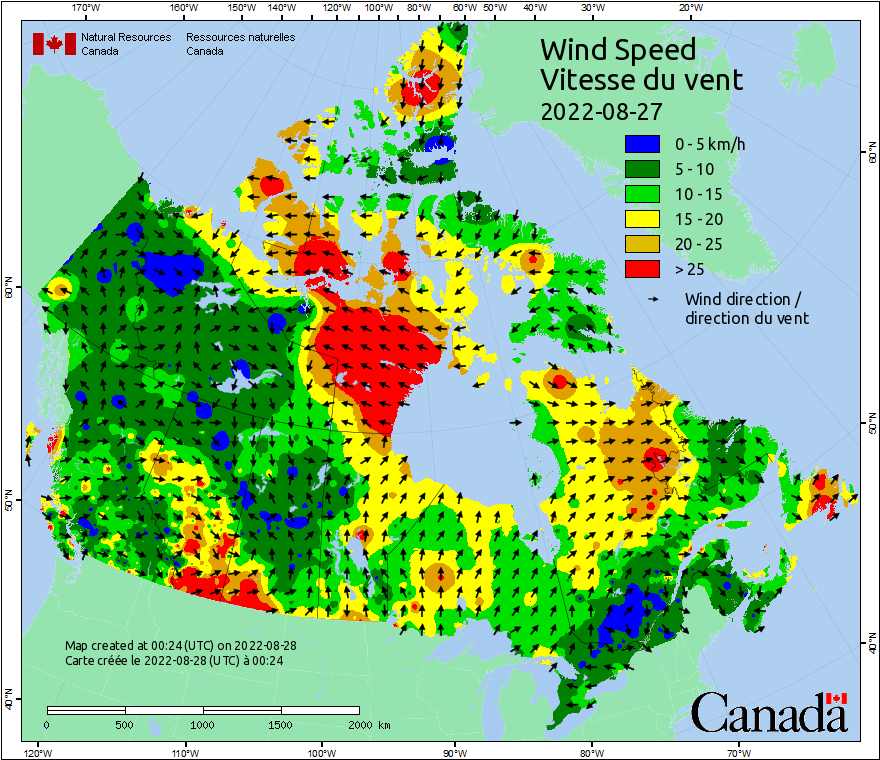 170°W 160°W 150°W 140°W 130°W 120°W 110°W 100°W 90°W 80°W 70°W 60°W 50°W 40°W 30°W 20°W
Natural Resources Canada
Ressources naturelles Canada
Wind Speed
Vitesse du vent
2022-08-27
0 - 5 km/h
5 - 10
10 - 15
15 - 20
20 - 25
> 25
Wind direction /
direction du vent
60°N
50°N
40°N
60°N
50°N
40°N
Map created at 00:24 (UTC) on 2022-08-28
Carte créée le 2022-08-28 (UTC) à 00:24
0 500 1000 1500 2000 km
Canada
120°W 110°W 100°W 90°W 80°W 70°W